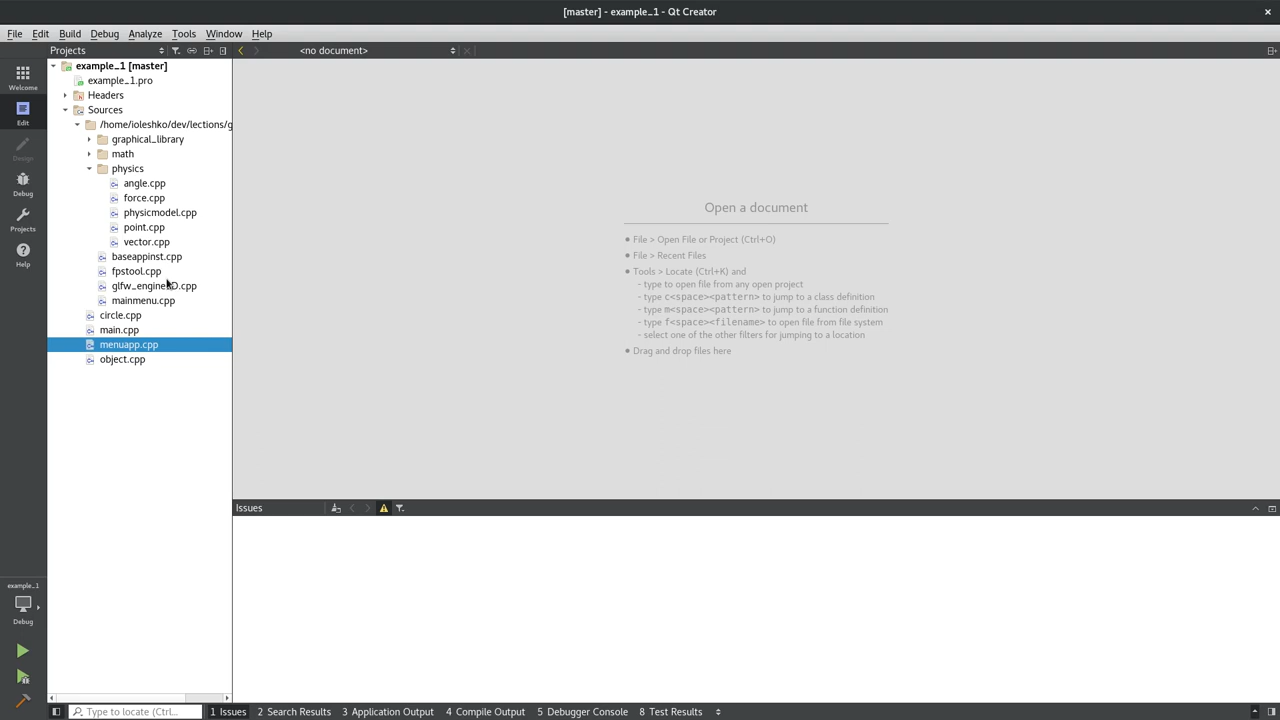 [master] - example_1 - Qt Creator
File Edit Build Debug Analyze Tools Window Help
Projects
<no document>
Welcome
Edit
Design
Debug
Projects
Help
example_1 [master]
example_1.pro
Headers
Sources
/home/ioleshko/dev/lections/g
graphical_library
math
physics
angle.cpp
force.cpp
physicmodel.cpp
point.cpp
vector.cpp
baseappinst.cpp
fpstool.cpp
glfw_engine3D.cpp
mainmenu.cpp
circle.cpp
main.cpp
menuapp.cpp
object.cpp
Open a document
File > Open File or Project (Ctrl+O)
File > Recent Files
Tools > Locate (Ctrl+K) and
- type to open file from any open project
- type c<space><pattern> to jump to a class definition
- type m<space><pattern> to jump to a function definition
- type f<space><filename> to open file from file system
- select one of the other filters for jumping to a location
Drag and drop files here
Issues
example_1
Debug
Type to locate (Ctrl...
1 Issues 2 Search Results 3 Application Output 4 Compile Output 5 Debugger Console 8 Test Results